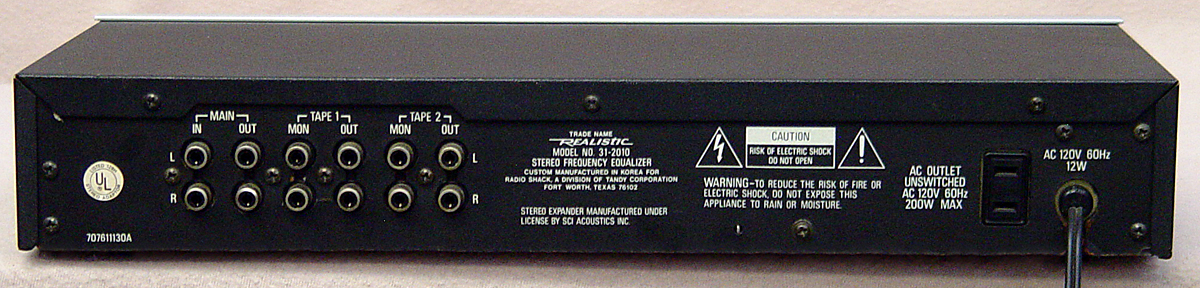 MAIN TAPE 1 TAPE 2
IN OUT MON OUT MON OUT
L L
R R
UL
707611130A
TRADE NAME
REALISTIC
MODEL NO. 31-2010
STEREO FREQUENCY EQUALIZER
CUSTOM MANUFACTURED IN KOREA FOR
RADIO SHACK, A DIVISION OF TANDY CORPORATION
FORT WORTH, TEXAS 76102
STEREO EXPANDER MANUFACTURED UNDER
LICENSE BY SCI ACOUSTICS INC.
CAUTION
RISK OF ELECTRIC SHOCK
DO NOT OPEN
WARNING–TO REDUCE THE RISK OF FIRE OR
ELECTRIC SHOCK, DO NOT EXPOSE THIS
APPLIANCE TO RAIN OR MOISTURE.
AC OUTLET
UNSWITCHED
AC 120V 60Hz
200W MAX
AC 120V 60Hz
12W